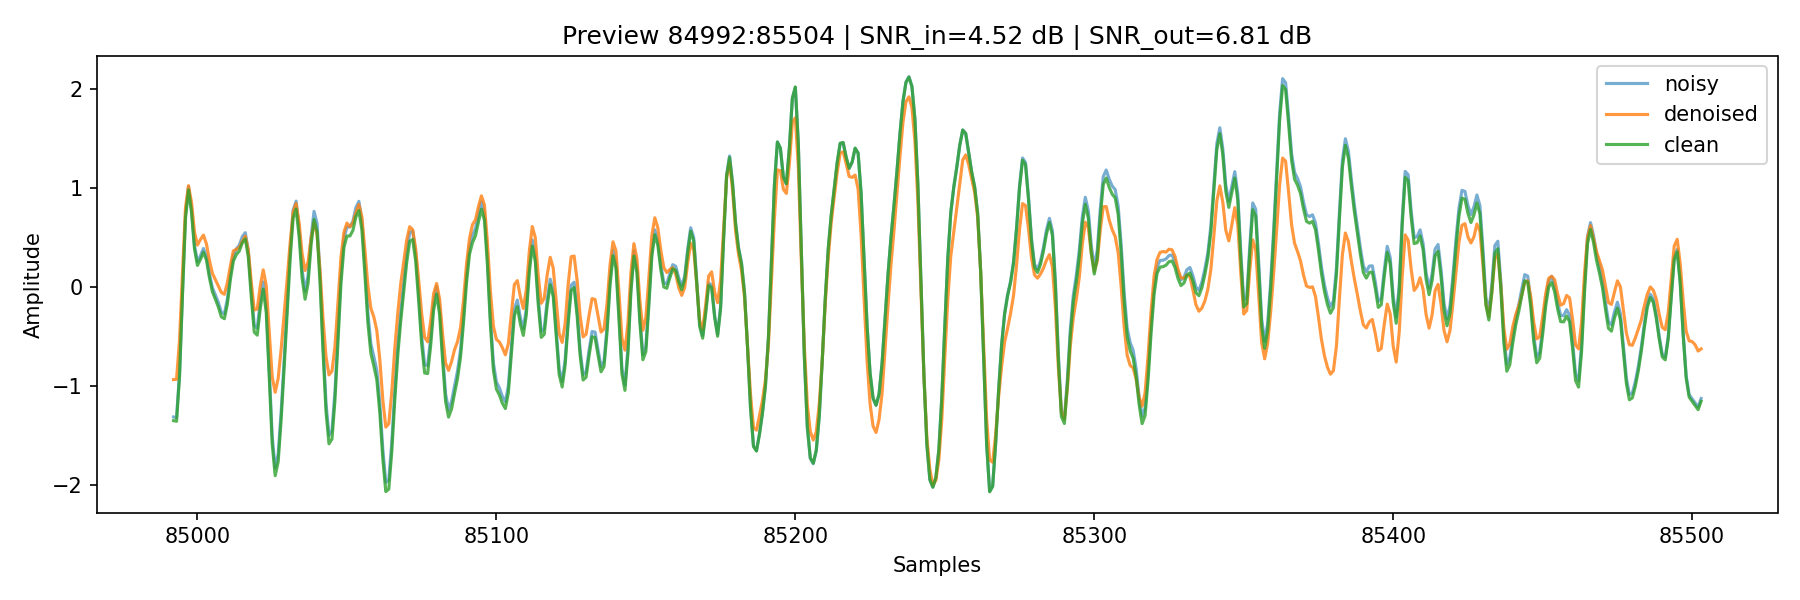 Preview 84992:85504 | SNR_in=4.52 dB | SNR_out=6.81 dB
noisy
denoised
clean
Amplitude
2
1
0
−1
−2
85000 85100 85200 85300 85400 85500
Samples